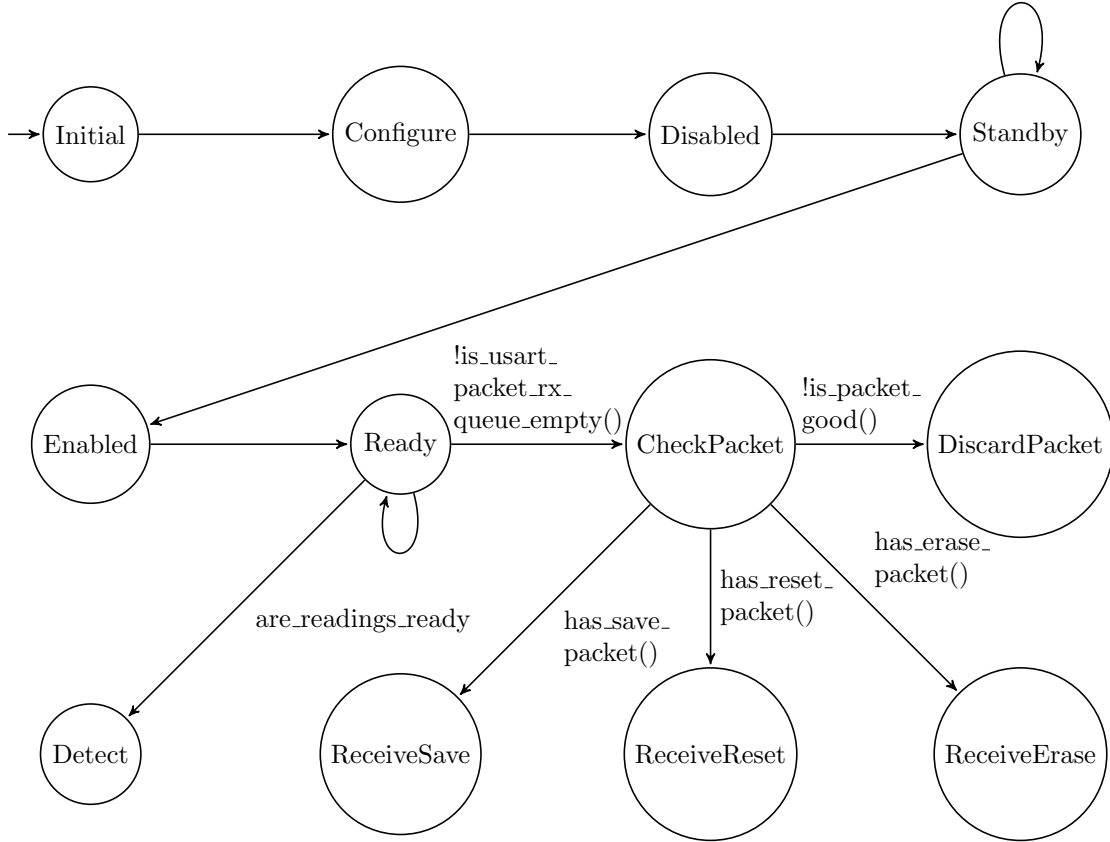 Initial
Configure
Disabled
Standby
!is_usart_
packet_rx_
queue_empty()
!is_packet_
good()
Enabled
Ready
CheckPacket
DiscardPacket
has_erase_
packet()
has_reset_
packet()
are_readings_ready
has_save_
packet()
Detect
ReceiveSave
ReceiveReset
ReceiveErase